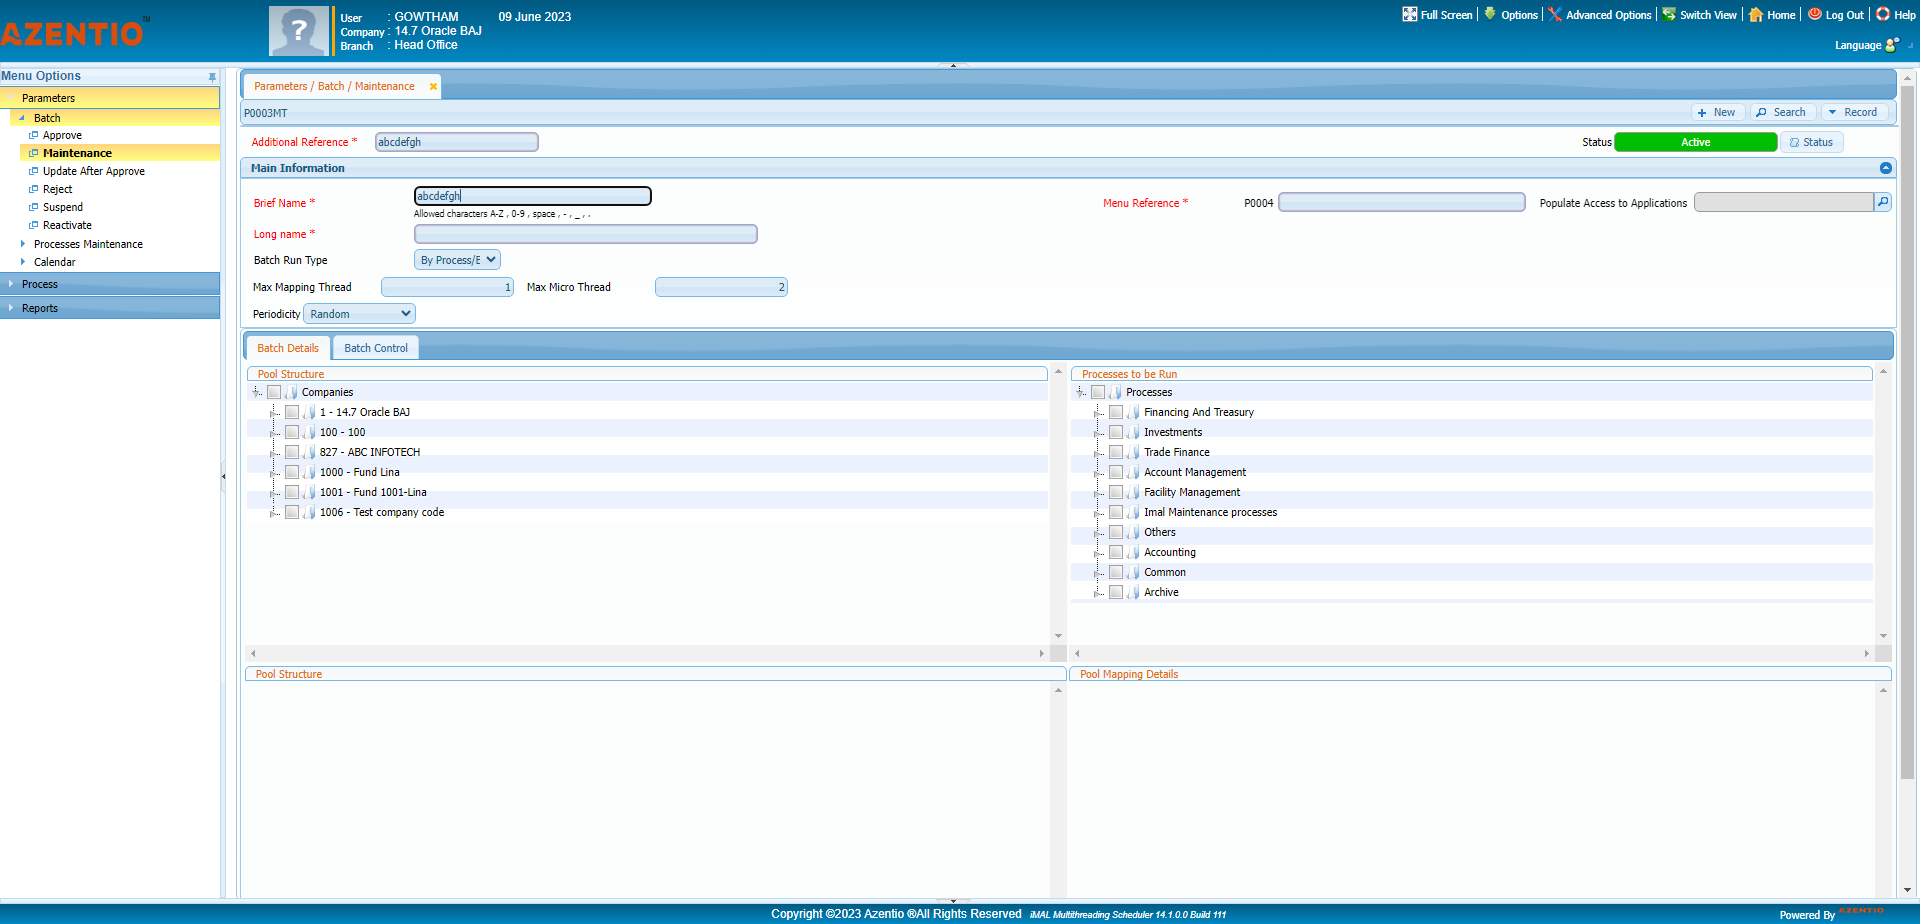 AZENTIO™
User : GOWTHAM 09 June 2023
Company : 14.7 Oracle BAJ
Branch : Head Office
Full Screen Options Advanced Options Switch View Home Log Out Help
Language
Menu Options
Parameters
Batch
Approve
Maintenance
Update After Approve
Reject
Suspend
Reactivate
Processes Maintenance
Calendar
Process
Reports
Parameters / Batch / Maintenance
P0003MT
New Search Record
Additional Reference * abcdefgh
Status Active Status
Main Information
Brief Name * abcdefgh
Allowed characters A-Z , 0-9 , space , - , _ , .
Menu Reference * P0004 Populate Access to Applications
Long name *
Batch Run Type By Process/E
Max Mapping Thread 1 Max Micro Thread 2
Periodicity Random
Batch Details Batch Control
Pool Structure
Companies
1 - 14.7 Oracle BAJ
100 - 100
827 - ABC INFOTECH
1000 - Fund Lina
1001 - Fund 1001-Lina
1006 - Test company code
Processes to be Run
Processes
Financing And Treasury
Investments
Trade Finance
Account Management
Facility Management
Imal Maintenance processes
Others
Accounting
Common
Archive
Pool Structure
Pool Mapping Details
Copyright ©2023 Azentio ®All Rights Reserved iMAL Multithreading Scheduler 14.1.0.0 Build 111
Powered By AZENTIO